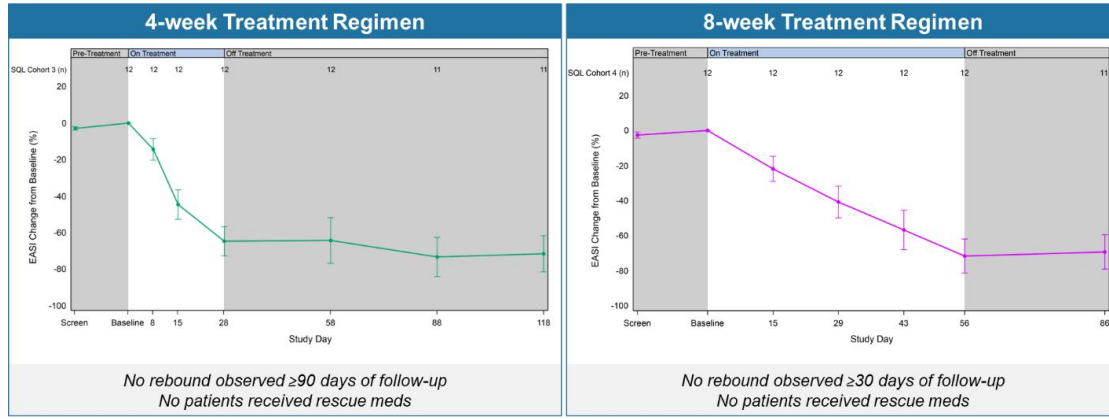 4-week Treatment Regimen
Pre-Treatment On Treatment Off Treatment
SQL Cohort 3 (n) 12 12 12 12 12 11 11
20
0
-20
-40
-60
-80
-100
EASI Change from Baseline (%)
Screen Baseline 8 15 28 58 88 118
Study Day
No rebound observed ≥90 days of follow-up
No patients received rescue meds
8-week Treatment Regimen
Pre-Treatment On Treatment Off Treatment
SQL Cohort 4 (n) 12 12 12 12 12 11
20
0
-20
-40
-60
-80
-100
EASI Change from Baseline (%)
Screen Baseline 15 29 43 56 86
Study Day
No rebound observed ≥30 days of follow-up
No patients received rescue meds